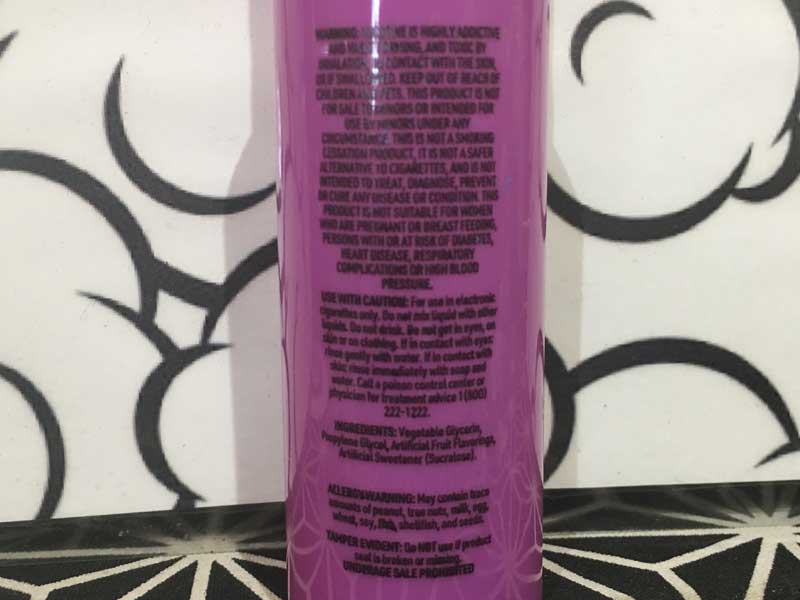 WARNING: NICOTINE IS HIGHLY ADDICTIVE
AND HABIT FORMING, AND TOXIC BY
INHALATION, IN CONTACT WITH THE SKIN,
OR IF SWALLOWED. KEEP OUT OF REACH OF
CHILDREN AND PETS. THIS PRODUCT IS NOT
FOR SALE TO MINORS OR INTENDED FOR
USE BY MINORS UNDER ANY
CIRCUMSTANCE. THIS IS NOT A SMOKING
CESSATION PRODUCT, IT IS NOT A SAFER
ALTERNATIVE TO CIGARETTES, AND IS NOT
INTENDED TO TREAT, DIAGNOSE, PREVENT
OR CURE ANY DISEASE OR CONDITION. THIS
PRODUCT IS NOT SUITABLE FOR WOMEN
WHO ARE PREGNANT OR BREAST FEEDING,
PERSONS WITH OR AT RISK OF DIABETES,
HEART DISEASE, RESPIRATORY
COMPLICATIONS OR HIGH BLOOD
PRESSURE.
USE WITH CAUTION: For use in electronic
cigarettes only. Do not mix liquid with other
liquids. Do not drink. Do not get in eyes, on
skin or on clothing. If in contact with eyes:
rinse gently with water. If in contact with
skin: rinse immediately with soap and
water. Call a poison control center or
physician for treatment advice 1 (800)
222-1222.
INGREDIENTS: Vegetable Glycerin,
Propylene Glycol, Artificial Fruit Flavorings,
Artificial Sweetener (Sucralose).
ALLERGY WARNING: May contain trace
amounts of peanut, tree nuts, milk, egg,
wheat, soy, fish, shellfish, and seeds.
TAMPER EVIDENT: Do NOT use if product
seal is broken or missing.
UNDERAGE SALE PROHIBITED